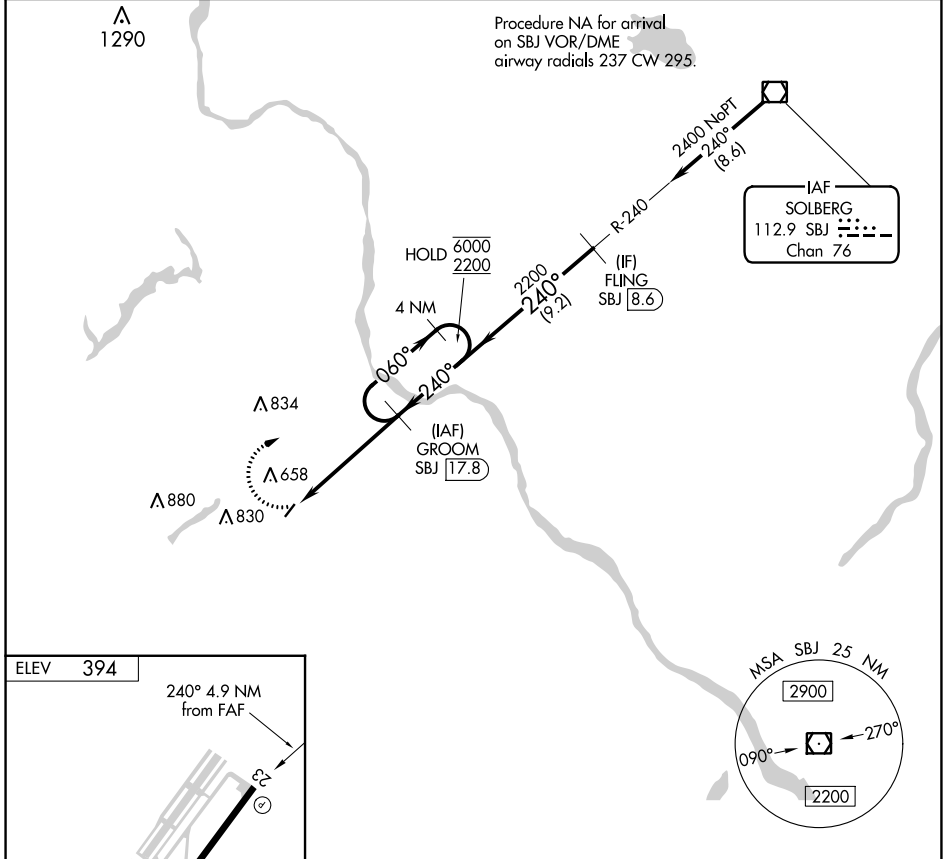 1290
Procedure NA for arrival
on SBJ VOR/DME
airway radials 237 CW 295.
2400 NoPT
240°
(8.6)
IAF
SOLBERG
112.9 SBJ
Chan 76
R-240
(IF)
FLING
SBJ 8.6
HOLD 6000
2200
2200
240°
(9.2)
4 NM
060°
240°
(IAF)
GROOM
SBJ 17.8
834
658
880
830
ELEV 394
240° 4.9 NM
from FAF
23
P
MSA SBJ 25 NM
2900
090°
270°
2200